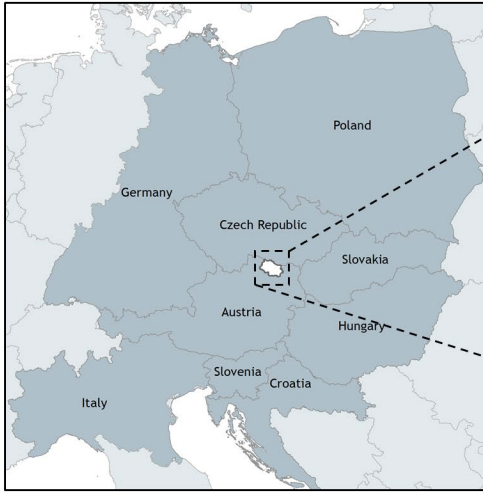 Poland
Germany
Czech Republic
Slovakia
Austria
Hungary
Slovenia
Croatia
Italy